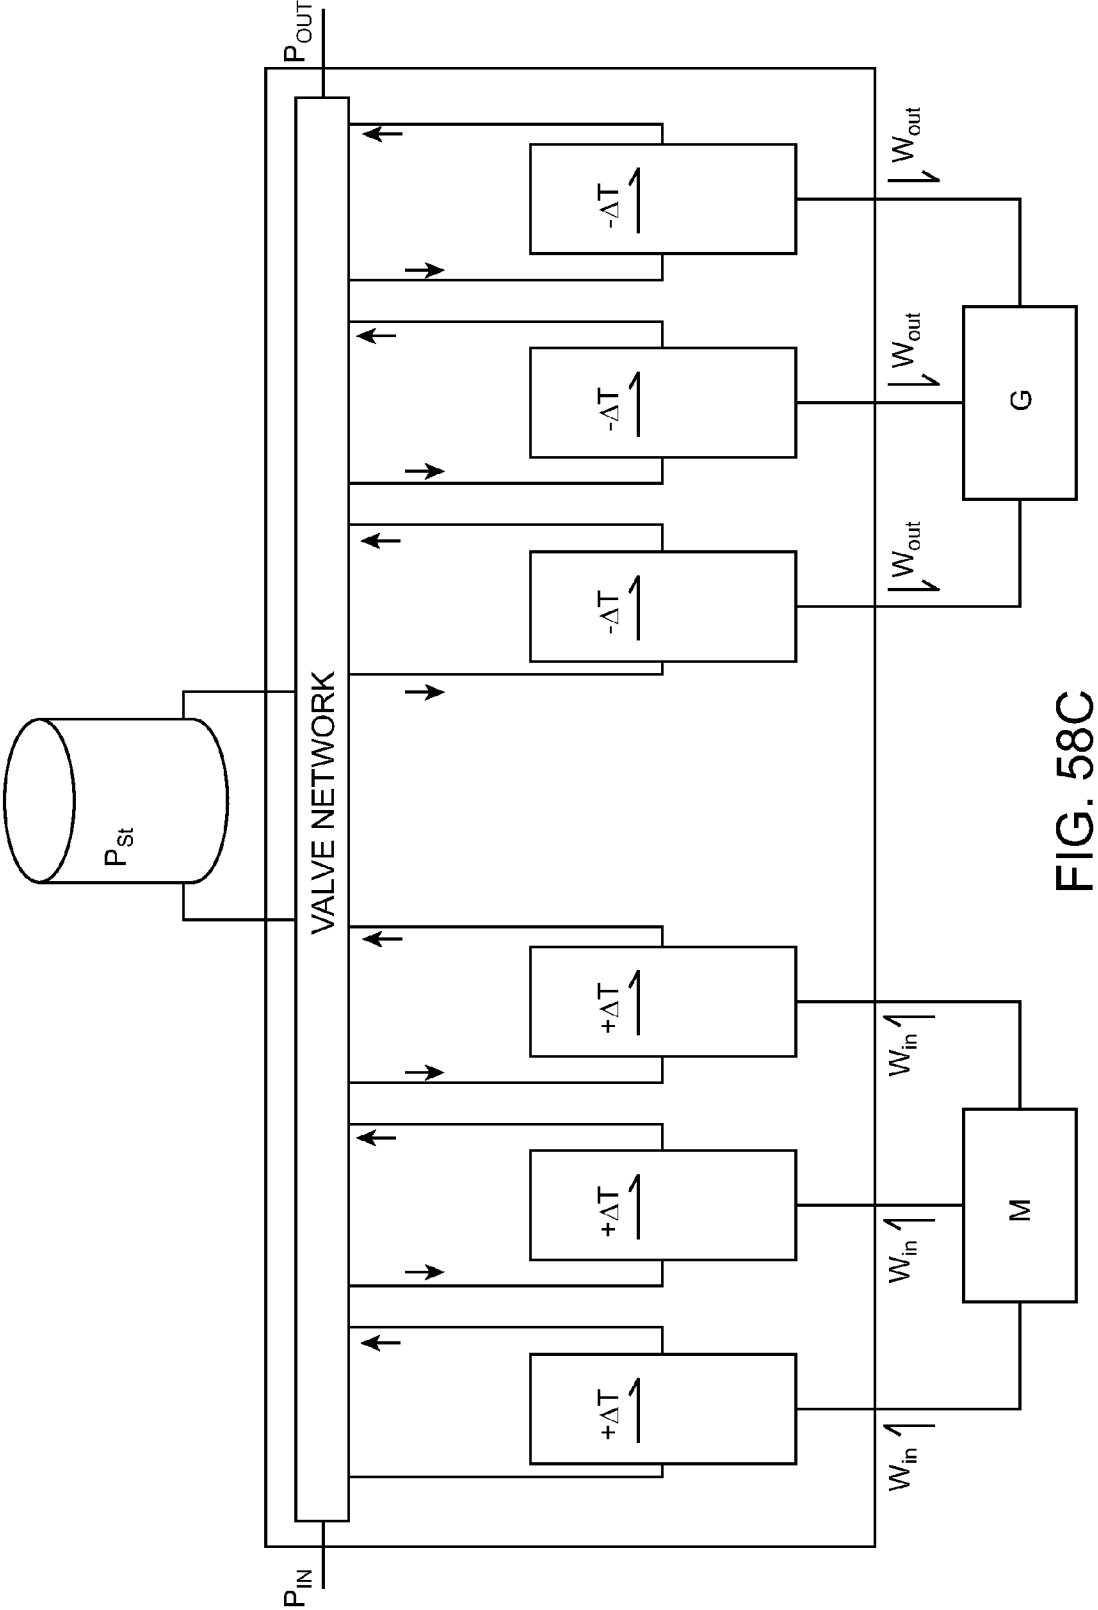 P_St
P_IN
VALVE NETWORK
P_OUT
+ΔT
+ΔT
+ΔT
-ΔT
-ΔT
-ΔT
W_in
W_in
W_in
W_out
W_out
W_out
M
G
FIG. 58C